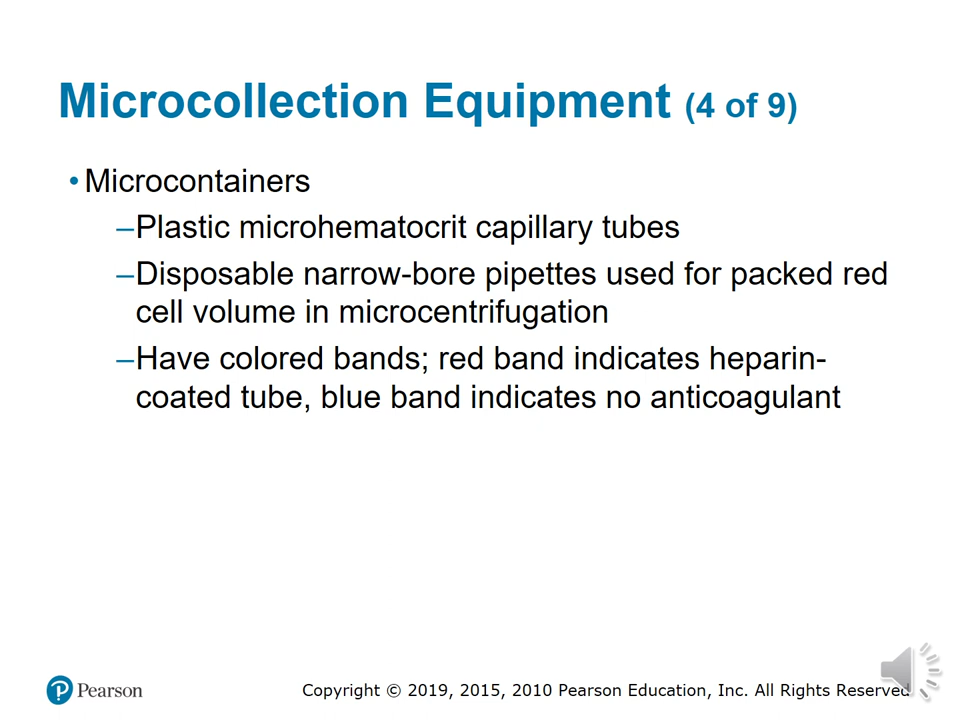 Microcollection Equipment (4 of 9)
• Microcontainers
–Plastic microhematocrit capillary tubes
–Disposable narrow-bore pipettes used for packed red
cell volume in microcentrifugation
–Have colored bands; red band indicates heparin-
coated tube, blue band indicates no anticoagulant
P Pearson
Copyright © 2019, 2015, 2010 Pearson Education, Inc. All Rights Reserved